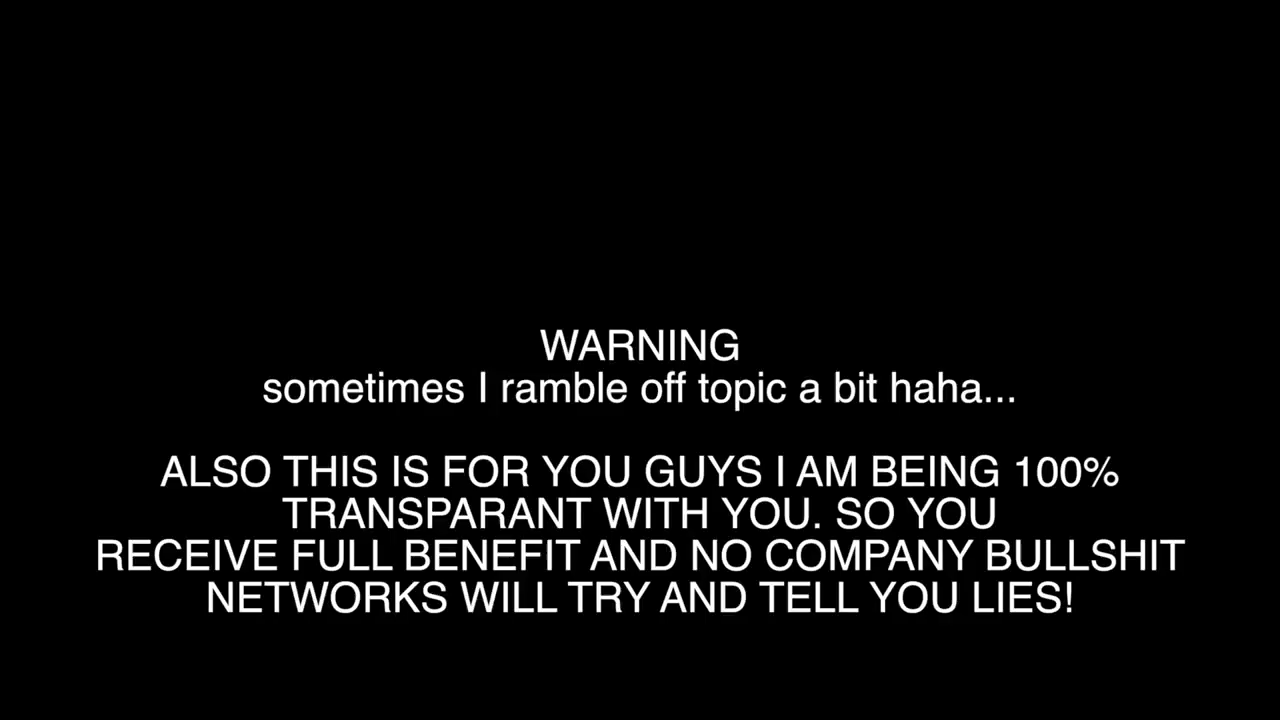 WARNING
sometimes I ramble off topic a bit haha...
ALSO THIS IS FOR YOU GUYS I AM BEING 100%
TRANSPARANT WITH YOU. SO YOU
RECEIVE FULL BENEFIT AND NO COMPANY BULLSHIT
NETWORKS WILL TRY AND TELL YOU LIES!